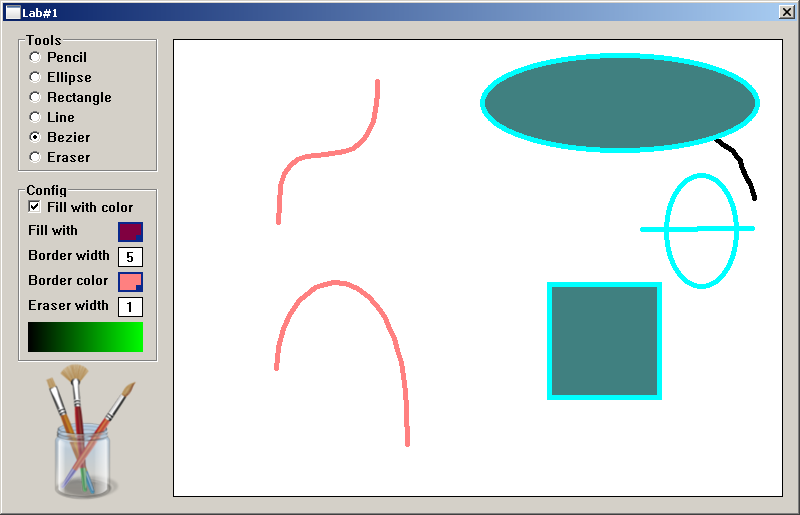 Lab#1
Tools
Pencil
Ellipse
Rectangle
Line
Bezier
Eraser
Config
Fill with color
Fill with
Border width 5
Border color
Eraser width 1